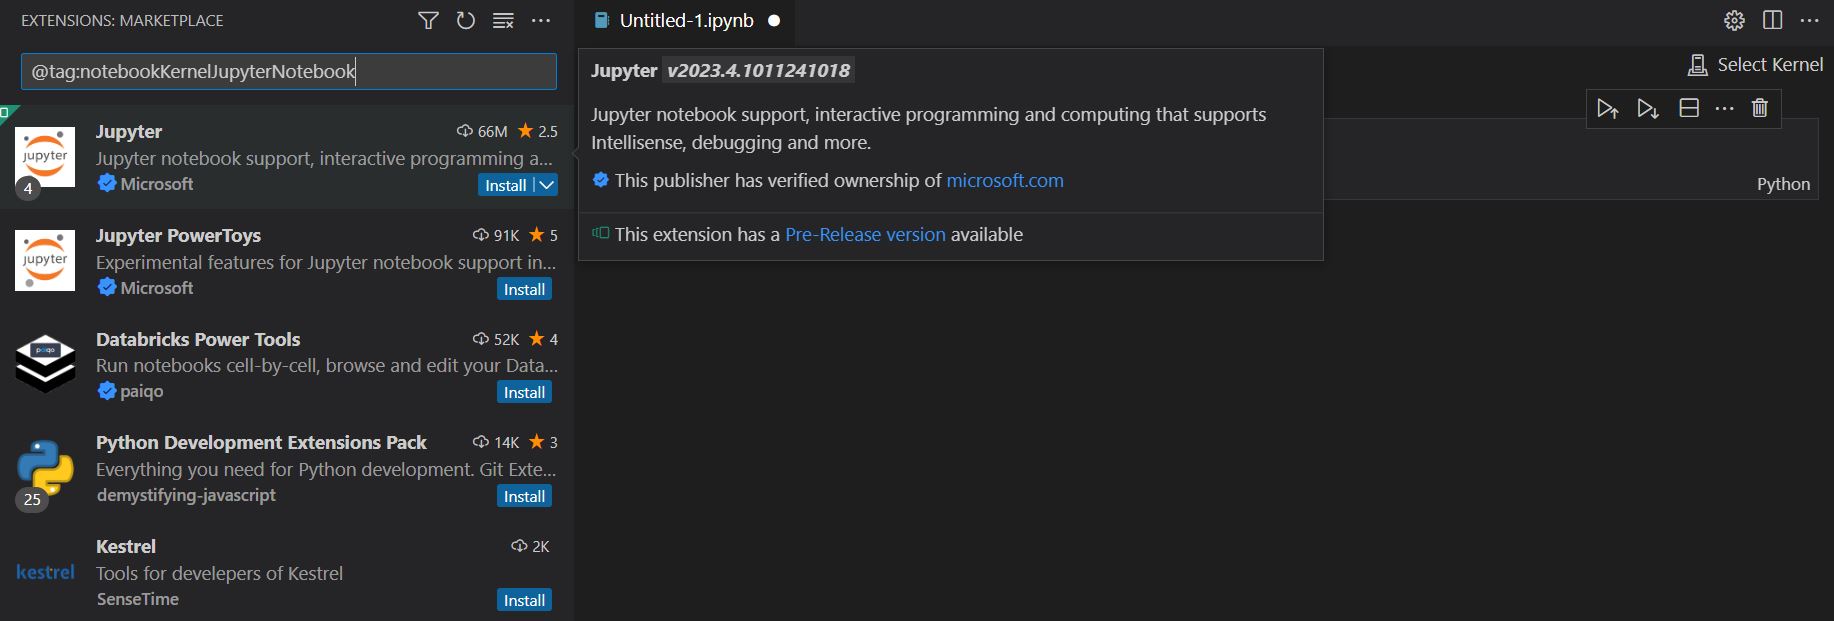 EXTENSIONS: MARKETPLACE
@tag:notebookKernelJupyterNotebook
jupyter
4
Jupyter
66M
2.5
Jupyter notebook support, interactive programming a...
Microsoft
Install
jupyter
Jupyter PowerToys
91K
5
Experimental features for Jupyter notebook support in...
Microsoft
Install
paiqo
Databricks Power Tools
52K
4
Run notebooks cell-by-cell, browse and edit your Data...
paiqo
Install
25
Python Development Extensions Pack
14K
3
Everything you need for Python development. Git Exte...
demystifying-javascript
Install
kestrel
Kestrel
2K
Tools for develepers of Kestrel
SenseTime
Install
Untitled-1.ipynb
Jupyter v2023.4.1011241018
Jupyter notebook support, interactive programming and computing that supports
Intellisense, debugging and more.
This publisher has verified ownership of microsoft.com
This extension has a Pre-Release version available
Select Kernel
Python